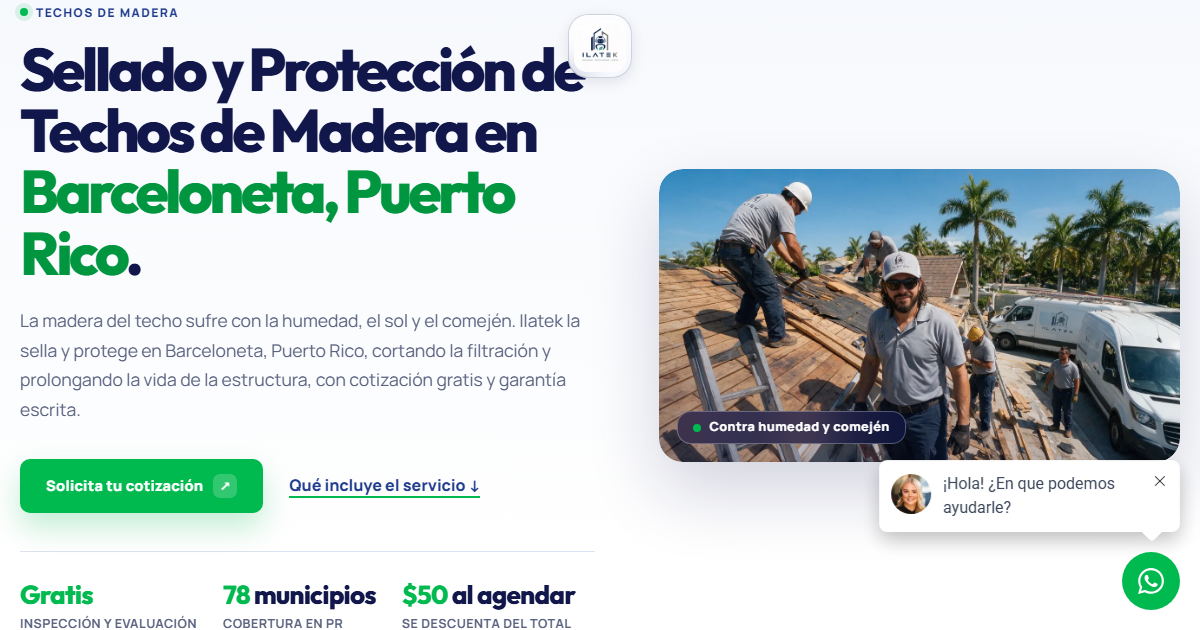 TECHOS DE MADERA
ILATEK
Sellado y Protección de
Techos de Madera en
Barceloneta, Puerto
Rico.
La madera del techo sufre con la humedad, el sol y el comején. Ilatek la
sella y protege en Barceloneta, Puerto Rico, cortando la filtración y
prolongando la vida de la estructura, con cotización gratis y garantía
escrita.
Solicita tu cotización ↗
Qué incluye el servicio ↓
Gratis
INSPECCIÓN Y EVALUACIÓN
78 municipios
COBERTURA EN PR
$50 al agendar
SE DESCUENTA DEL TOTAL
ILATEK
Contra humedad y comején
¡Hola! ¿En que podemos
ayudarle?